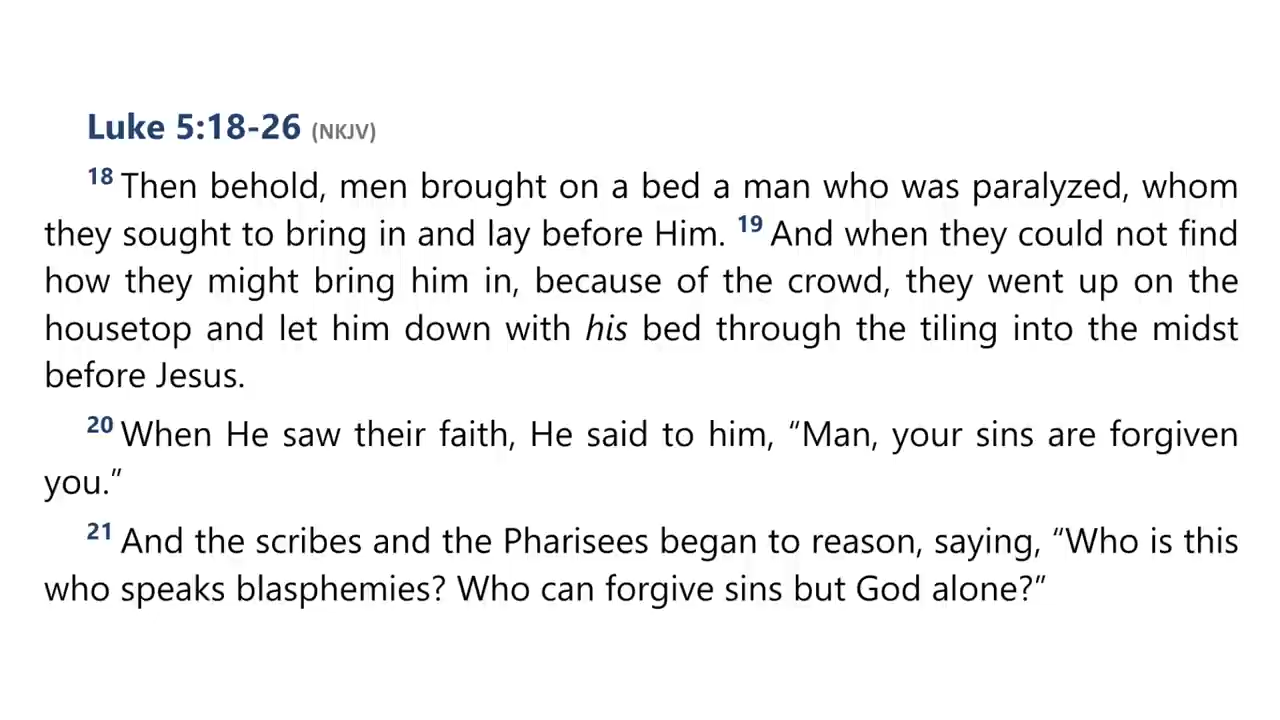 Luke 5:18-26 (NKJV)
18 Then behold, men brought on a bed a man who was paralyzed, whom
they sought to bring in and lay before Him. 19 And when they could not find
how they might bring him in, because of the crowd, they went up on the
housetop and let him down with his bed through the tiling into the midst
before Jesus.
20 When He saw their faith, He said to him, “Man, your sins are forgiven
you.”
21 And the scribes and the Pharisees began to reason, saying, “Who is this
who speaks blasphemies? Who can forgive sins but God alone?”